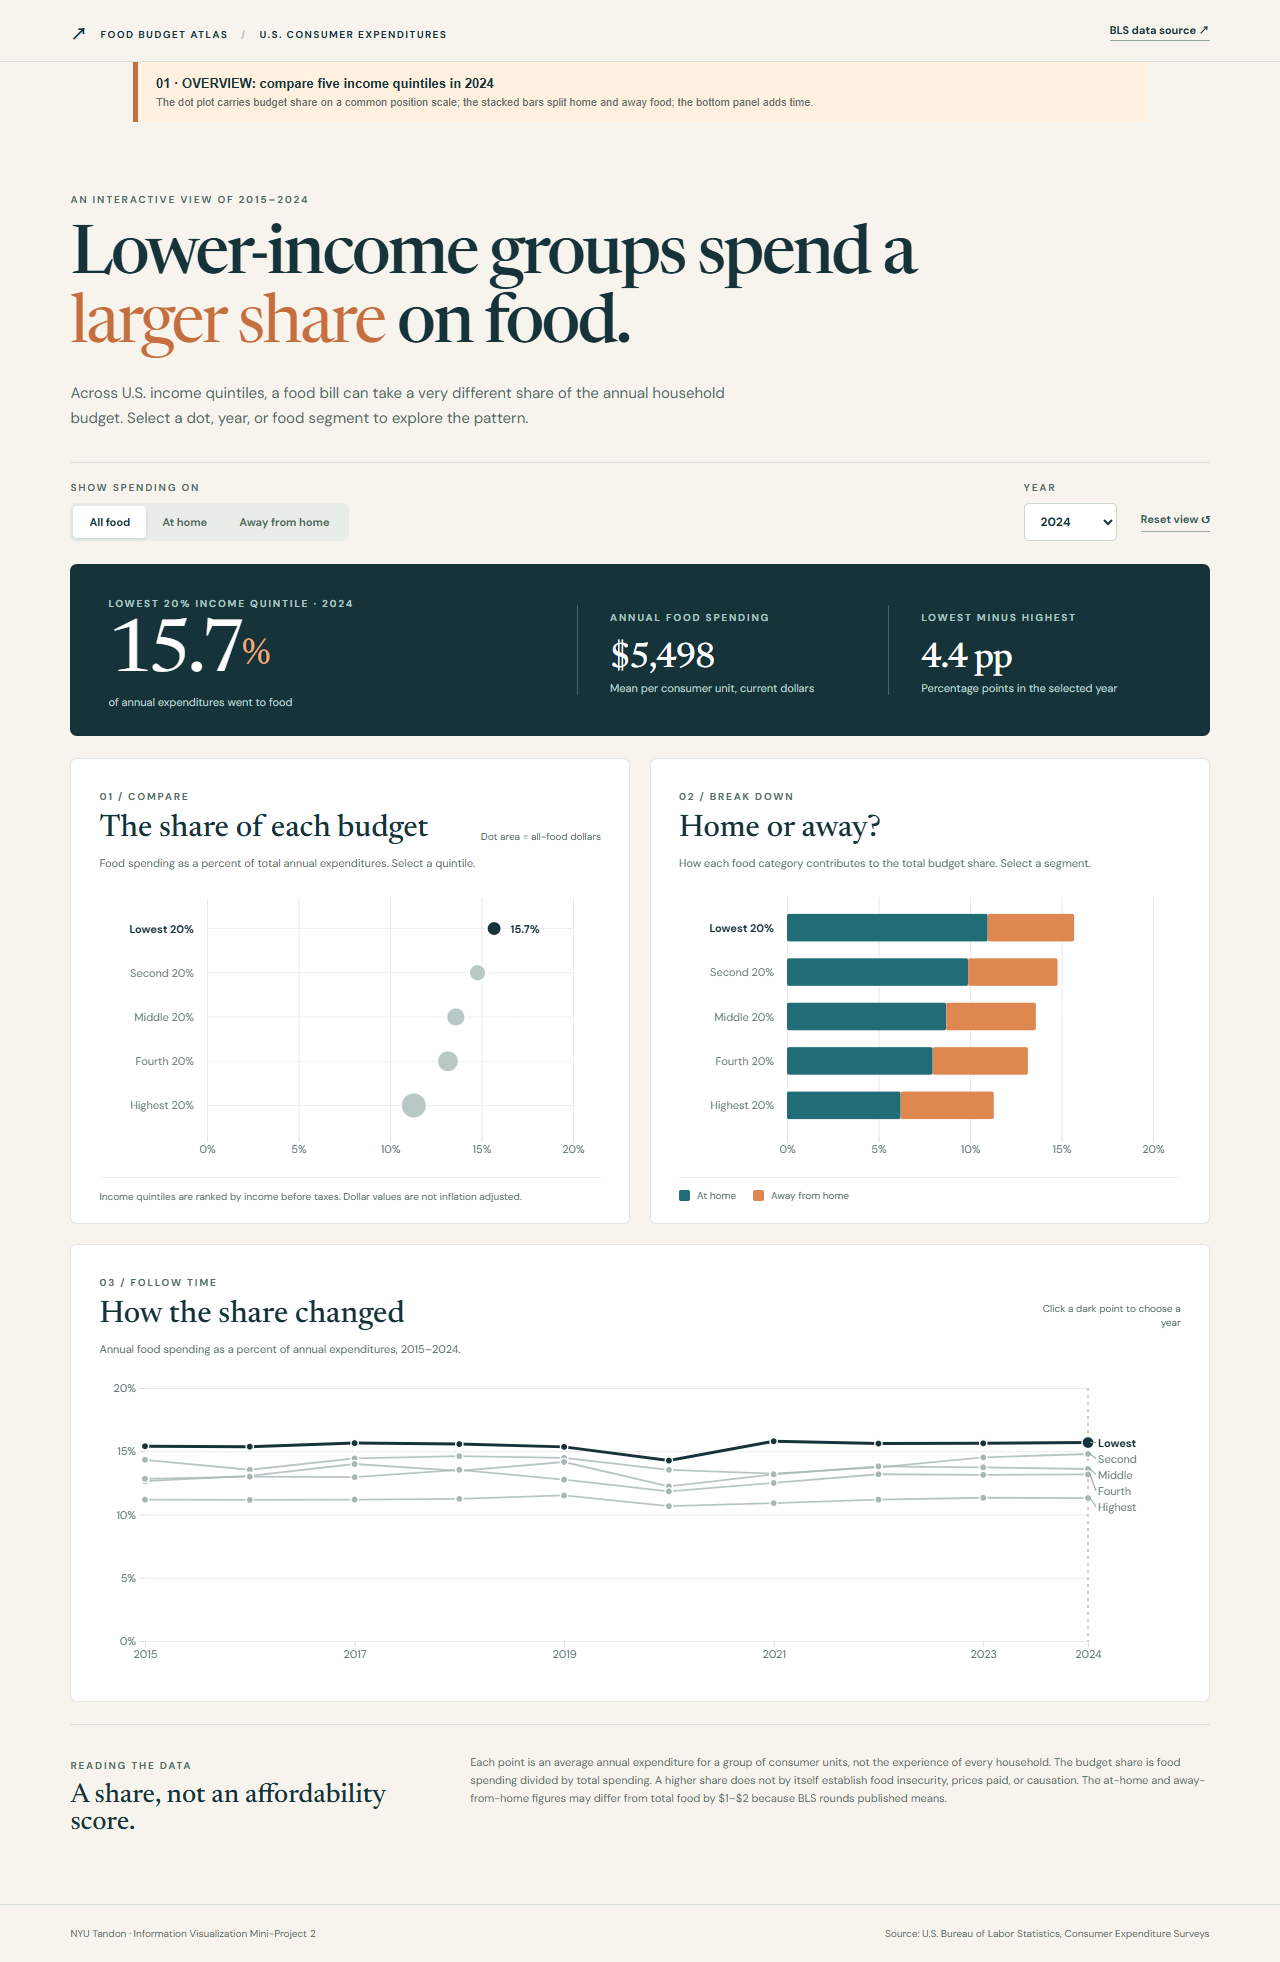 ↗ FOOD BUDGET ATLAS / U.S. CONSUMER EXPENDITURES
BLS data source ↗
01 · OVERVIEW: compare five income quintiles in 2024
The dot plot carries budget share on a common position scale; the stacked bars split home and away food; the bottom panel adds time.
AN INTERACTIVE VIEW OF 2015–2024
Lower-income groups spend a
larger share on food.
Across U.S. income quintiles, a food bill can take a very different share of the annual household
budget. Select a dot, year, or food segment to explore the pattern.
SHOW SPENDING ON
All food At home Away from home
YEAR
2024
Reset view ↺
LOWEST 20% INCOME QUINTILE · 2024
15.7%
of annual expenditures went to food
ANNUAL FOOD SPENDING
$5,498
Mean per consumer unit, current dollars
LOWEST MINUS HIGHEST
4.4 pp
Percentage points in the selected year
01 / COMPARE
The share of each budget
Dot area = all-food dollars
Food spending as a percent of total annual expenditures. Select a quintile.
Lowest 20%
15.7%
Second 20%
Middle 20%
Fourth 20%
Highest 20%
0% 5% 10% 15% 20%
Income quintiles are ranked by income before taxes. Dollar values are not inflation adjusted.
02 / BREAK DOWN
Home or away?
How each food category contributes to the total budget share. Select a segment.
Lowest 20%
Second 20%
Middle 20%
Fourth 20%
Highest 20%
0% 5% 10% 15% 20%
At home Away from home
03 / FOLLOW TIME
How the share changed
Click a dark point to choose a
year
Annual food spending as a percent of annual expenditures, 2015–2024.
20%
15%
10%
5%
0%
Lowest
Second
Middle
Fourth
Highest
2015 2017 2019 2021 2023 2024
READING THE DATA
A share, not an affordability
score.
Each point is an average annual expenditure for a group of consumer units, not the experience of every household. The budget share is food
spending divided by total spending. A higher share does not by itself establish food insecurity, prices paid, or causation. The at-home and away-
from-home figures may differ from total food by $1–$2 because BLS rounds published means.
NYU Tandon · Information Visualization Mini-Project 2
Source: U.S. Bureau of Labor Statistics, Consumer Expenditure Surveys